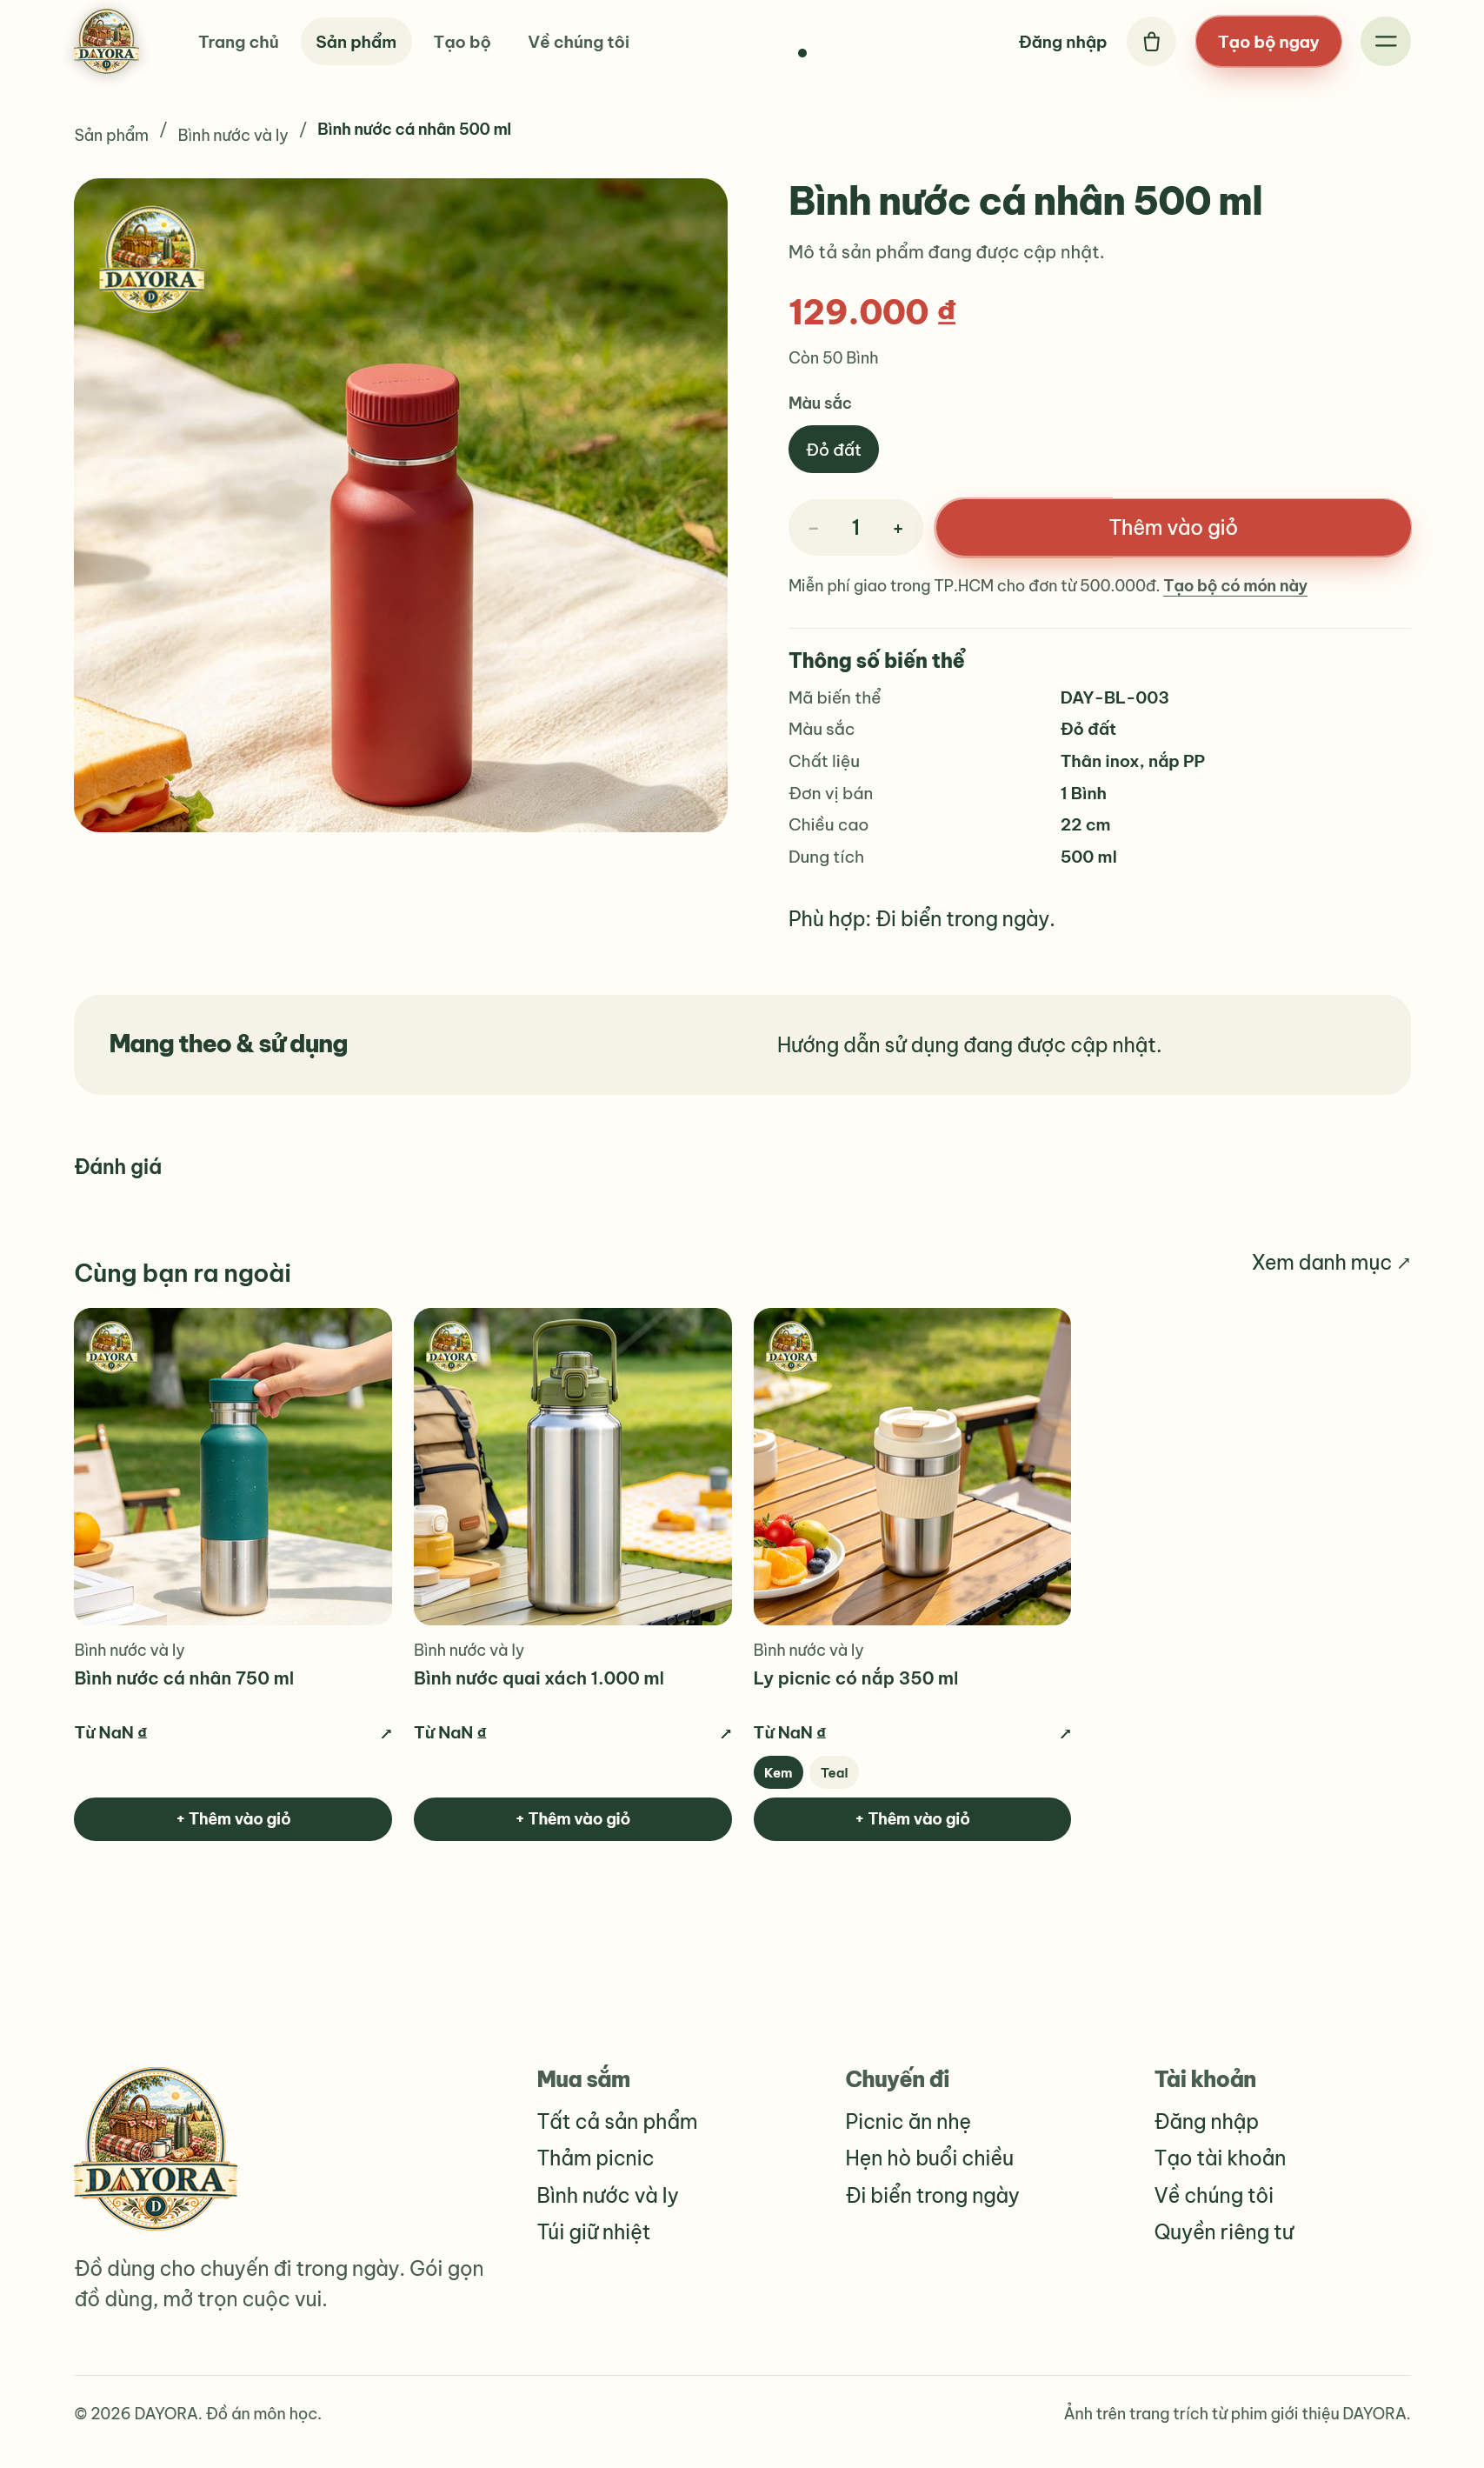 DAYORA
D
Trang chủ
Sản phẩm
Tạo bộ
Về chúng tôi
Đăng nhập
Tạo bộ ngay
Sản phẩm / Bình nước và ly / Bình nước cá nhân 500 ml
DAYORA
D
Bình nước cá nhân 500 ml
Mô tả sản phẩm đang được cập nhật.
129.000 ₫
Còn 50 Bình
Màu sắc
Đỏ đất
− 1 +
Thêm vào giỏ
Miễn phí giao trong TP.HCM cho đơn từ 500.000đ. Tạo bộ có món này
Thông số biến thể
Mã biến thể DAY-BL-003
Màu sắc Đỏ đất
Chất liệu Thân inox, nắp PP
Đơn vị bán 1 Bình
Chiều cao 22 cm
Dung tích 500 ml
Phù hợp: Đi biển trong ngày.
Mang theo & sử dụng
Hướng dẫn sử dụng đang được cập nhật.
Đánh giá
Cùng bạn ra ngoài
Xem danh mục ↗
DAYORA
DAYORA
DAYORA
Bình nước và ly
Bình nước cá nhân 750 ml
Từ NaN ₫ ↗
+ Thêm vào giỏ
Bình nước và ly
Bình nước quai xách 1.000 ml
Từ NaN ₫ ↗
+ Thêm vào giỏ
Bình nước và ly
Ly picnic có nắp 350 ml
Từ NaN ₫ ↗
Kem
Teal
+ Thêm vào giỏ
DAYORA
D
Đồ dùng cho chuyến đi trong ngày. Gói gọn
đồ dùng, mở trọn cuộc vui.
Mua sắm
Tất cả sản phẩm
Thảm picnic
Bình nước và ly
Túi giữ nhiệt
Chuyến đi
Picnic ăn nhẹ
Hẹn hò buổi chiều
Đi biển trong ngày
Tài khoản
Đăng nhập
Tạo tài khoản
Về chúng tôi
Quyền riêng tư
© 2026 DAYORA. Đồ án môn học.
Ảnh trên trang trích từ phim giới thiệu DAYORA.